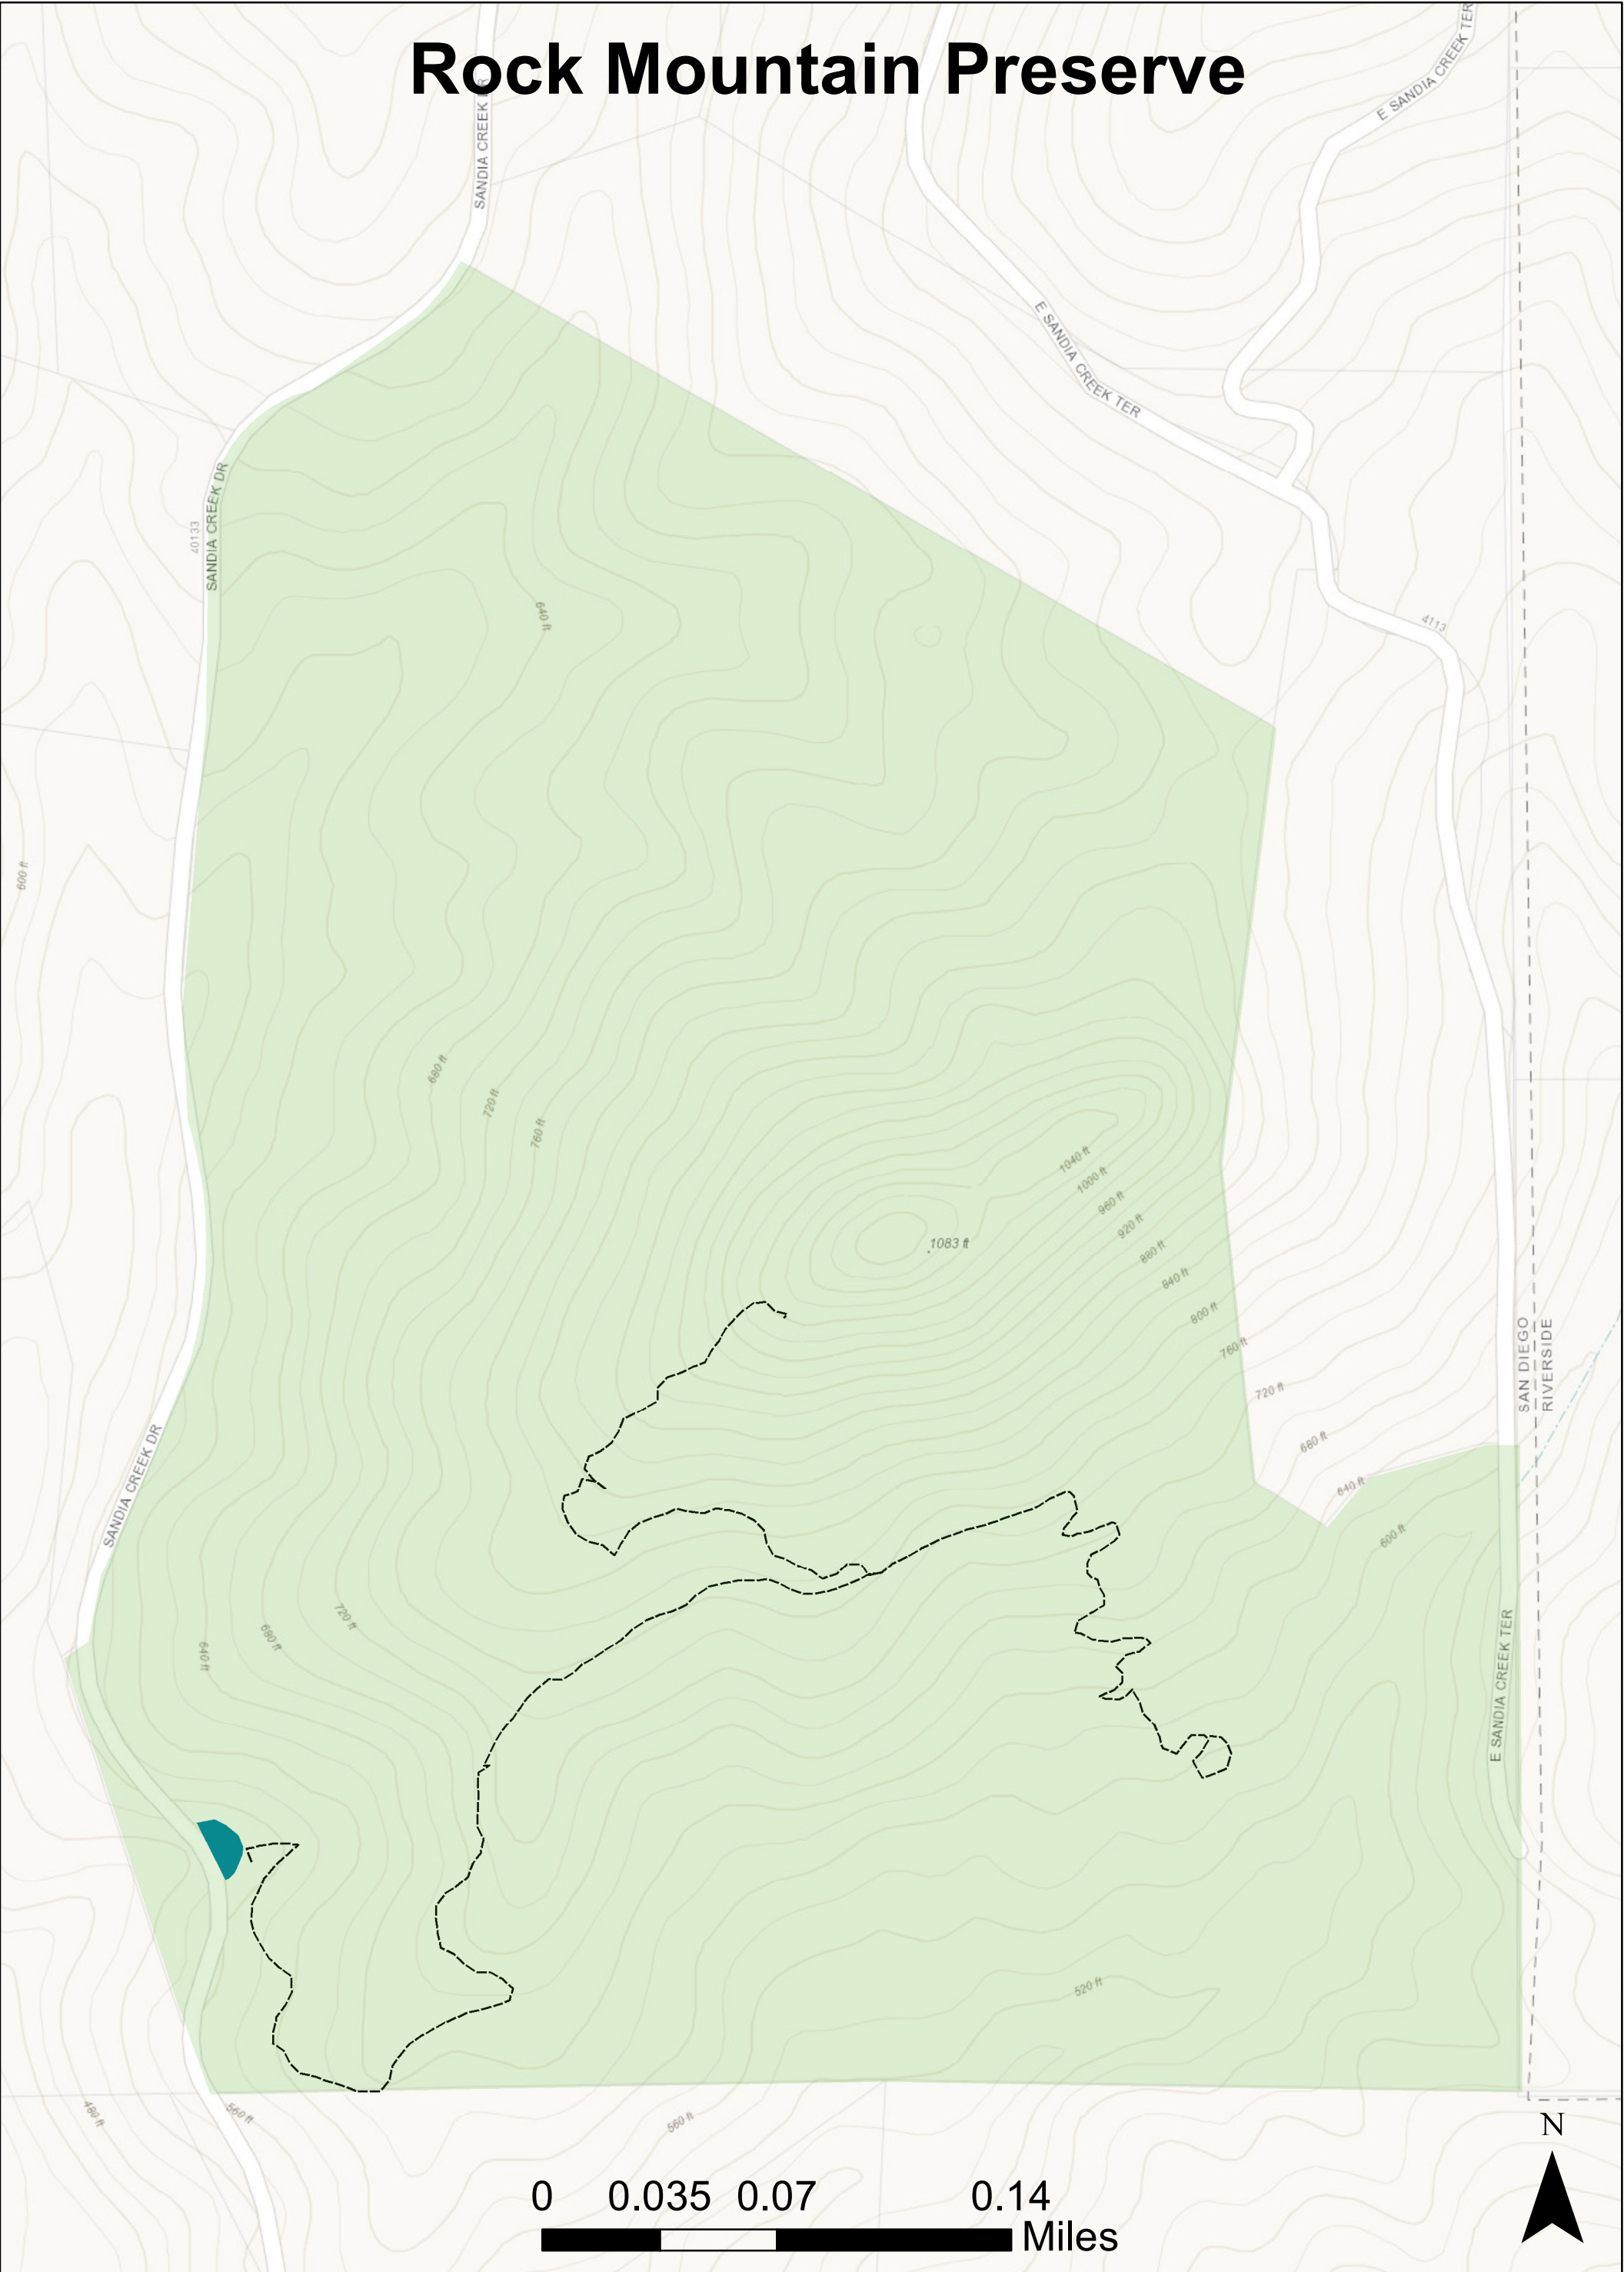 Rock Mountain Preserve
E SANDIA CREEK TER
SANDIA CREEK DR
E SANDIA CREEK TER
SANDIA CREEK DR
40133
640 ft
4113
600 ft
680 ft
720 ft
760 ft
1040 ft
1000 ft
960 ft
920 ft
880 ft
840 ft
800 ft
760 ft
720 ft
680 ft
640 ft
600 ft
1083 ft
SAN DIEGO
RIVERSIDE
SANDIA CREEK DR
640 ft
680 ft
720 ft
E SANDIA CREEK TER
520 ft
480 ft
560 ft
560 ft
N
0 0.035 0.07 0.14
Miles